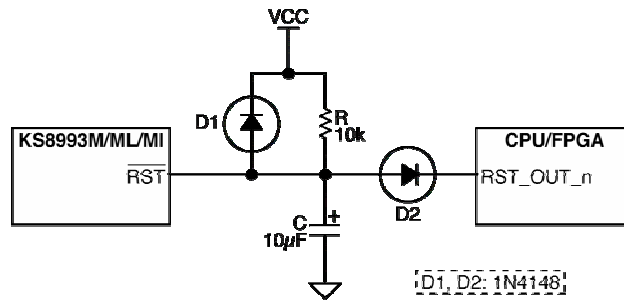 VCC
D1
R
10k
KS8993M/ML/MI
RST
CPU/FPGA
RST_OUT_n
D2
C
+
10μF
D1, D2: 1N4148